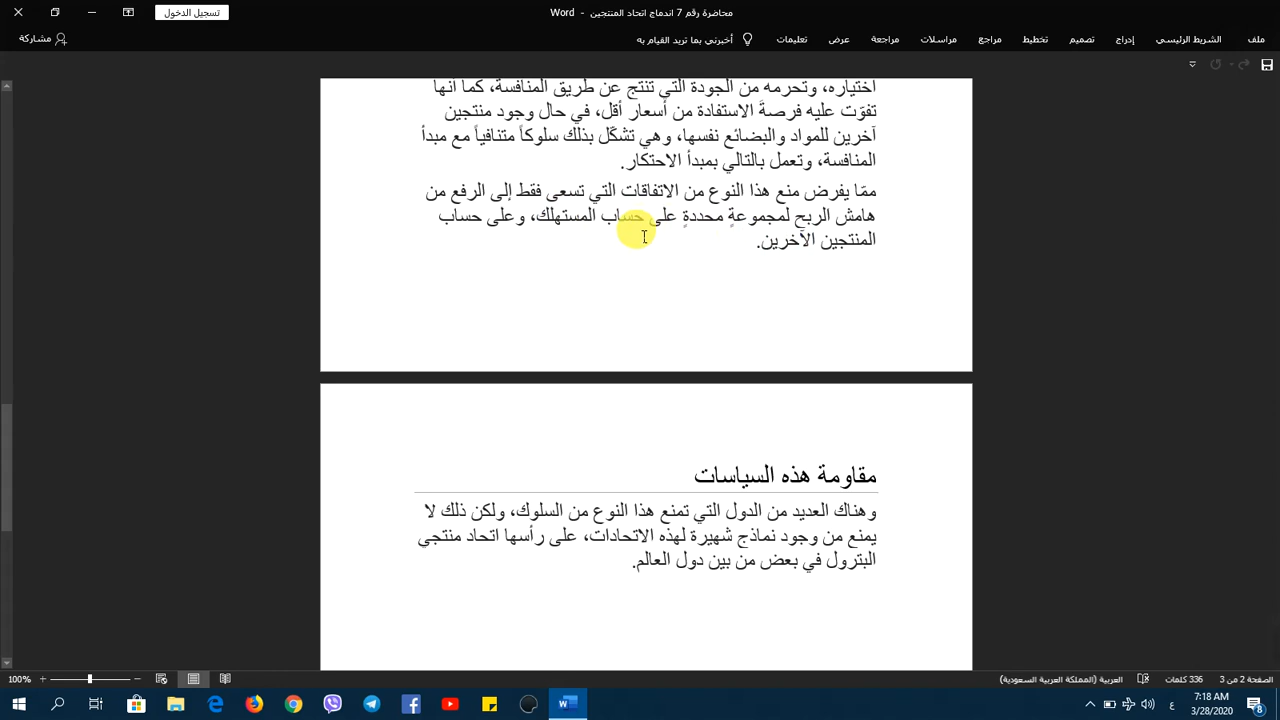 محاضرة رقم 7 اندماج اتحاد المنتجين - Word
تسجيل الدخول
ملف
الشريط الرئيسي
إدراج
تصميم
تخطيط
مراجع
مراسلات
مراجعة
عرض
تعليمات
أخبرني بما تريد القيام به
مشاركة
اختياره، وتحرمه من الجودة التي تنتج عن طريق المنافسة، كما أنها
تفوّت عليه فرصةَ الاستفادة من أسعار أقل، في حال وجود منتجين
آخرين للمواد والبضائع نفسها، وهي تشكّل بذلك سلوكاً متنافياً مع مبدأ
المنافسة، وتعمل بالتالي بمبدأ الاحتكار.
ممّا يفرض منع هذا النوع من الاتفاقات التي تسعى فقط إلى الرفع من
هامش الربح لمجموعةٍ محددةٍ على حساب المستهلك، وعلى حساب
المنتجين الآخرين.
مقاومة هذه السياسات
وهناك العديد من الدول التي تمنع هذا النوع من السلوك، ولكن ذلك لا
يمنع من وجود نماذج شهيرة لهذه الاتحادات، على رأسها اتحاد منتجي
البترول في بعض من بين دول العالم.
الصفحة 2 من 3
336 كلمات
العربية (المملكة العربية السعودية)
100%
7:18 AM
3/28/2020
ع
6